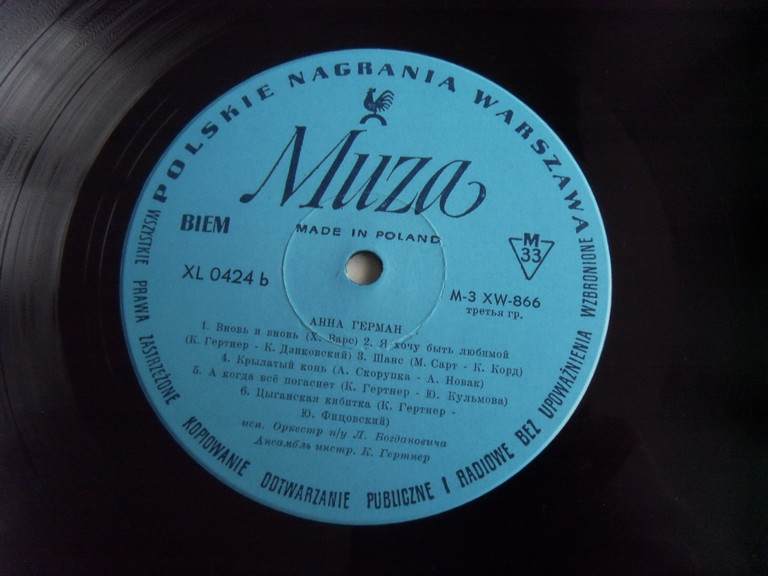 POLSKIE NAGRANIA WARSZAWA
Muza
BIEM
MADE IN POLAND
M
33
XL 0424 b
M-3 XW-866
третья гр.
АННА ГЕРМАН
1. Вновь и вновь (Х. Варс) 2. Я хочу быть любимой
(К. Гертнер - К. Дзиковский) 3. Шанс (М. Сарт - К. Корд)
4. Крылатый конь (А. Скорупка - А. Новак)
5. А когда всё погаснет (К. Гертнер - Ю. Кульмова)
6. Цыганская кибитка (К. Гертнер -
Ю. Фицовский)
исп. Оркестр п/у Л. Богдановича
Ансамбль инстр. К. Гертнер
WSZYSTKIE PRAWA ZASTRZEŻONE KOPIOWANIE ODTWARZANIE PUBLICZNE I RADIOWE BEZ UPOWAŻNIENIA WZBRONIONE